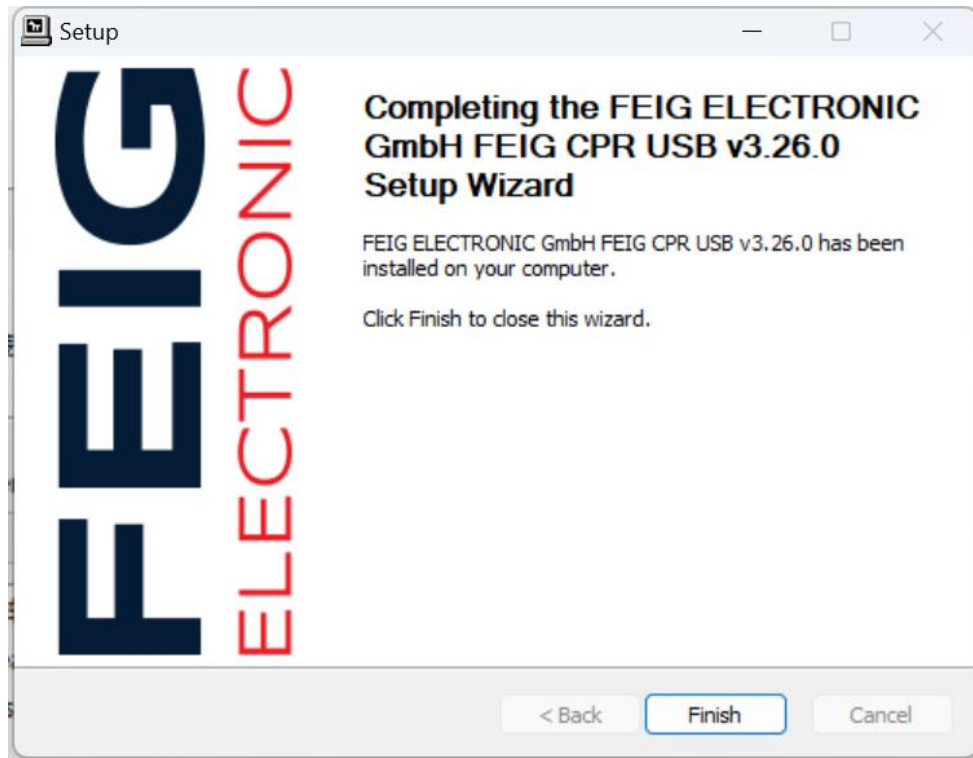 Setup
FEIG
ELECTRONIC
Completing the FEIG ELECTRONIC
GmbH FEIG CPR USB v3.26.0
Setup Wizard
FEIG ELECTRONIC GmbH FEIG CPR USB v3.26.0 has been
installed on your computer.
Click Finish to close this wizard.
< Back
Finish
Cancel